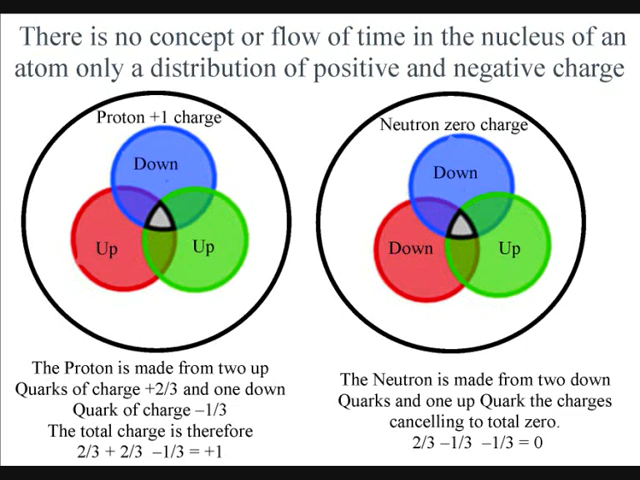 There is no concept or flow of time in the nucleus of an
atom only a distribution of positive and negative charge
Proton +1 charge
Down
Up
Up
The Proton is made from two up
Quarks of charge +2/3 and one down
Quark of charge –1/3
The total charge is therefore
2/3 + 2/3 –1/3 = +1
Neutron zero charge
Down
Down
Up
The Neutron is made from two down
Quarks and one up Quark the charges
cancelling to total zero.
2/3 –1/3 –1/3 = 0